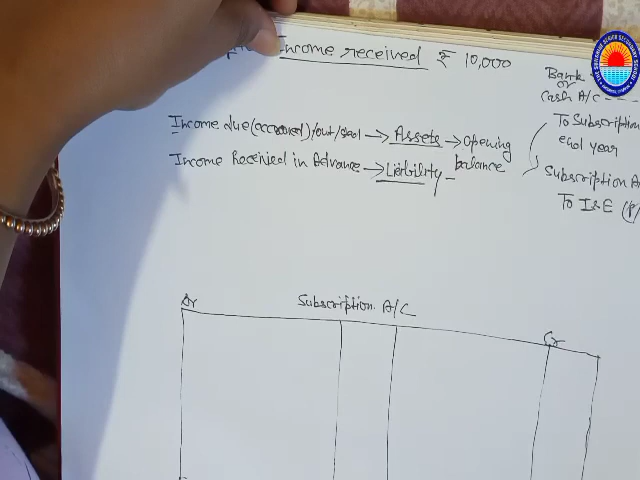 Income received ₹ 10,000
Bank
or
Cash A/C
Income due (accrued)/out/stad → Assets → opening
balance
Income Received in Advance → Liability -
To Subscription
end year
Subscription A
To I&E
Dr
Subscription A/C
Cr